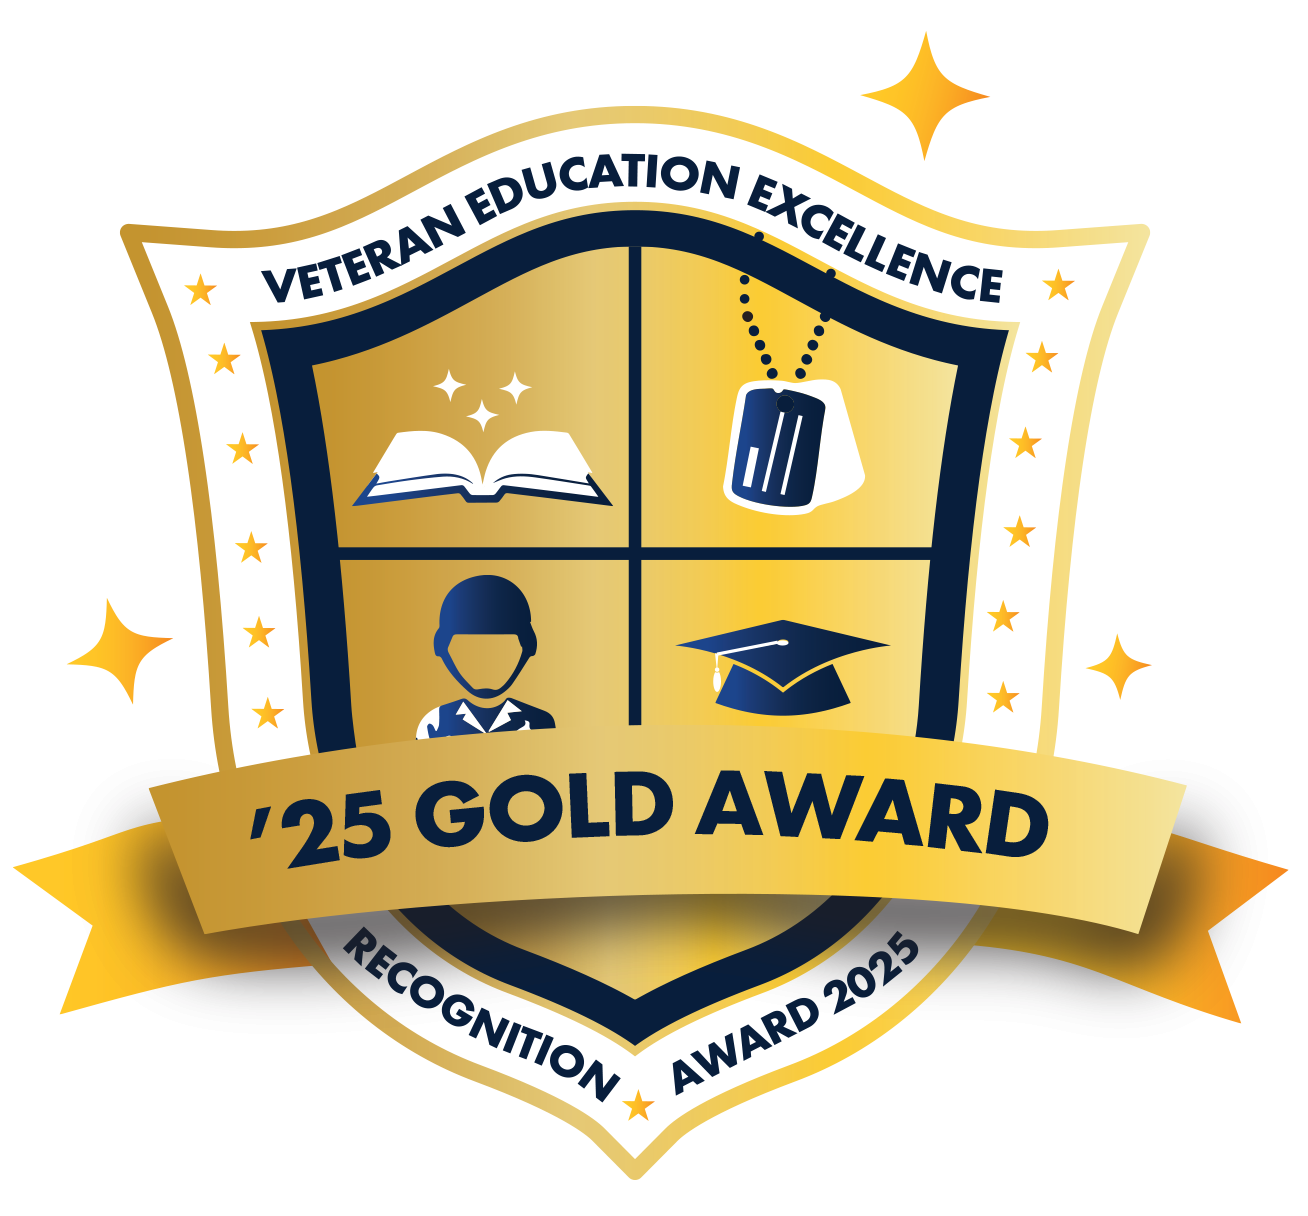 VETERAN EDUCATION EXCELLENCE
'25 GOLD AWARD
RECOGNITION AWARD 2025